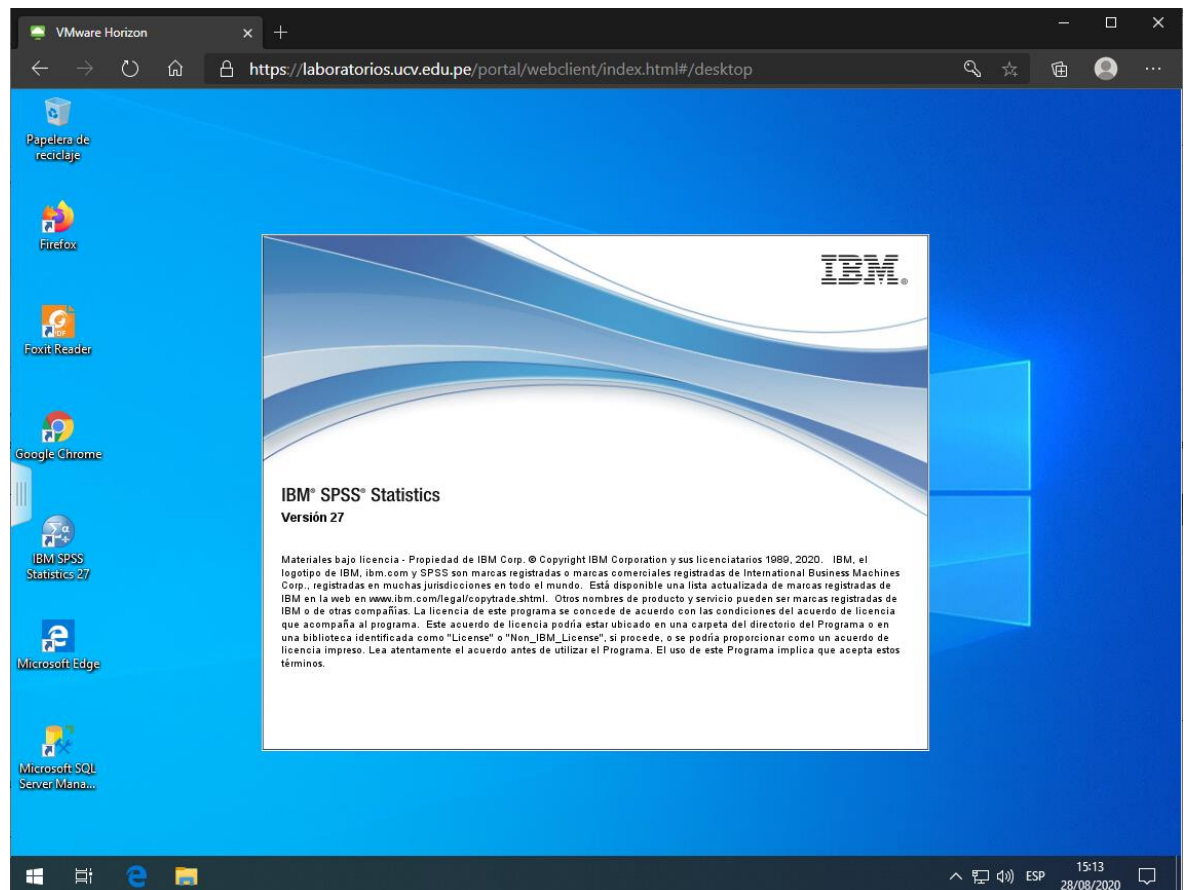 VMware Horizon
https://laboratorios.ucv.edu.pe/portal/webclient/index.html#/desktop
Papelera de
reciclaje
Firefox
Foxit Reader
Google Chrome
IBM SPSS
Statistics 27
Microsoft Edge
Microsoft SQL
Server Mana...
IBM®
IBM® SPSS® Statistics
Versión 27
Materiales bajo licencia - Propiedad de IBM Corp. © Copyright IBM Corporation y sus licenciatarios 1989, 2020. IBM, el
logotipo de IBM, ibm.com y SPSS son marcas registradas o marcas comerciales registradas de International Business Machines
Corp., registradas en muchas jurisdicciones en todo el mundo. Está disponible una lista actualizada de marcas registradas de
IBM en la web en www.ibm.com/legal/copytrade.shtml. Otros nombres de producto y servicio pueden ser marcas registradas de
IBM o de otras compañías. La licencia de este programa se concede de acuerdo con las condiciones del acuerdo de licencia
que acompaña al programa. Este acuerdo de licencia podría estar ubicado en una carpeta del directorio del Programa o en
una biblioteca identificada como "License" o "Non_IBM_License", si procede, o se podría proporcionar como un acuerdo de
licencia impreso. Lea atentamente el acuerdo antes de utilizar el Programa. El uso de este Programa implica que acepta estos
términos.
ESP
15:13
28/08/2020